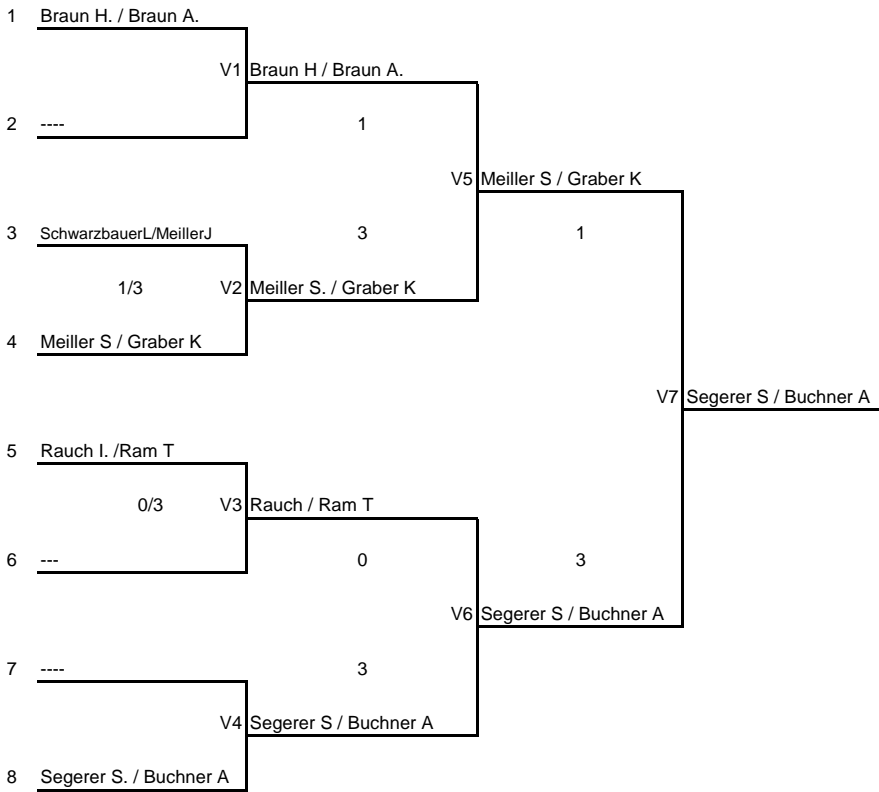 1 Braun H. / Braun A.
V1 Braun H / Braun A.
2 ---- 1
V5 Meiller S / Graber K
3 SchwarzbauerL/MeillerJ 3 1
1/3 V2 Meiller S. / Graber K
4 Meiller S / Graber K
V7 Segerer S / Buchner A
5 Rauch I. /Ram T
0/3 V3 Rauch / Ram T
6 --- 0 3
V6 Segerer S / Buchner A
7 ---- 3
V4 Segerer S / Buchner A
8 Segerer S. / Buchner A